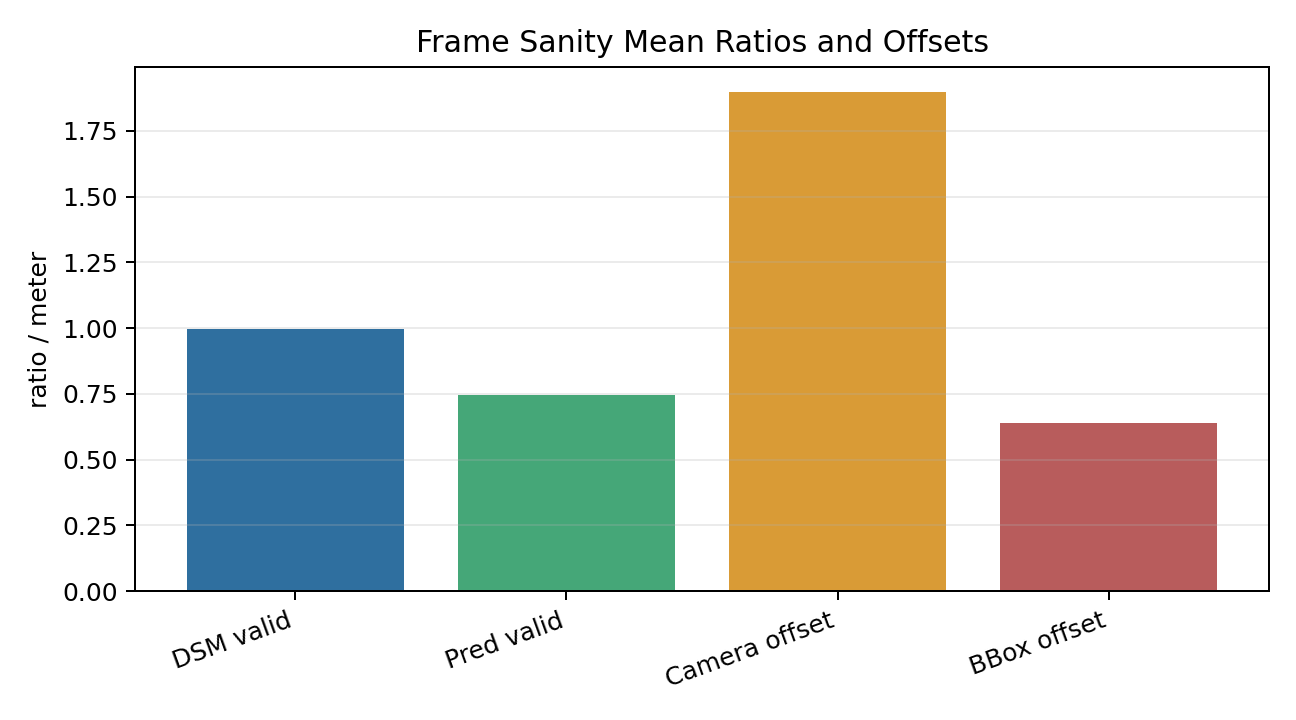 Frame Sanity Mean Ratios and Offsets
ratio / meter
1.75
1.50
1.25
1.00
0.75
0.50
0.25
0.00
DSM valid
Pred valid
Camera offset
BBox offset